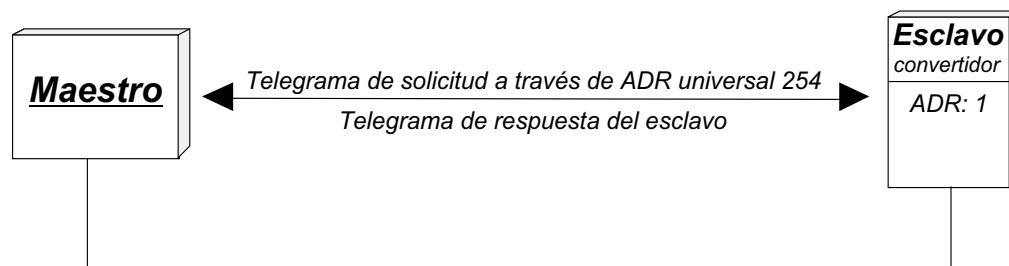 Maestro
Telegrama de solicitud a través de ADR universal 254
Telegrama de respuesta del esclavo
Esclavo
convertidor
ADR: 1